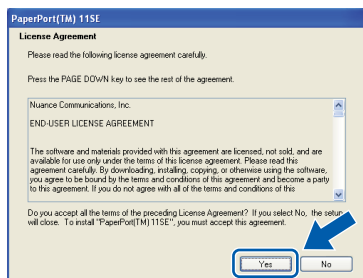 PaperPort(TM) 11SE
License Agreement
Please read the following license agreement carefully.
Press the PAGE DOWN key to see the rest of the agreement.
Nuance Communications, Inc.
END-USER LICENSE AGREEMENT
The software and materials provided with this agreement are licensed, not sold, and are
available for use only under the terms of this license agreement. Please read this
agreement carefully. By downloading, installing, copying, or otherwise using the software,
you agree to be bound by the terms and conditions of this agreement and become a party
to this agreement. If you do not agree with all of the terms and conditions of this
Do you accept all the terms of the preceding License Agreement? If you select No, the setup
will close. To install "PaperPort(TM) 11SE", you must accept this agreement.
Yes
No